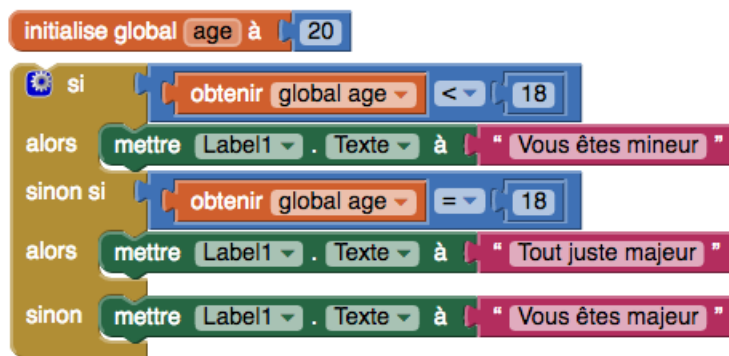 initialise global age à 20
si obtenir global age < 18
alors mettre Label1 . Texte à " Vous êtes mineur "
sinon si obtenir global age = 18
alors mettre Label1 . Texte à " Tout juste majeur "
sinon mettre Label1 . Texte à " Vous êtes majeur "